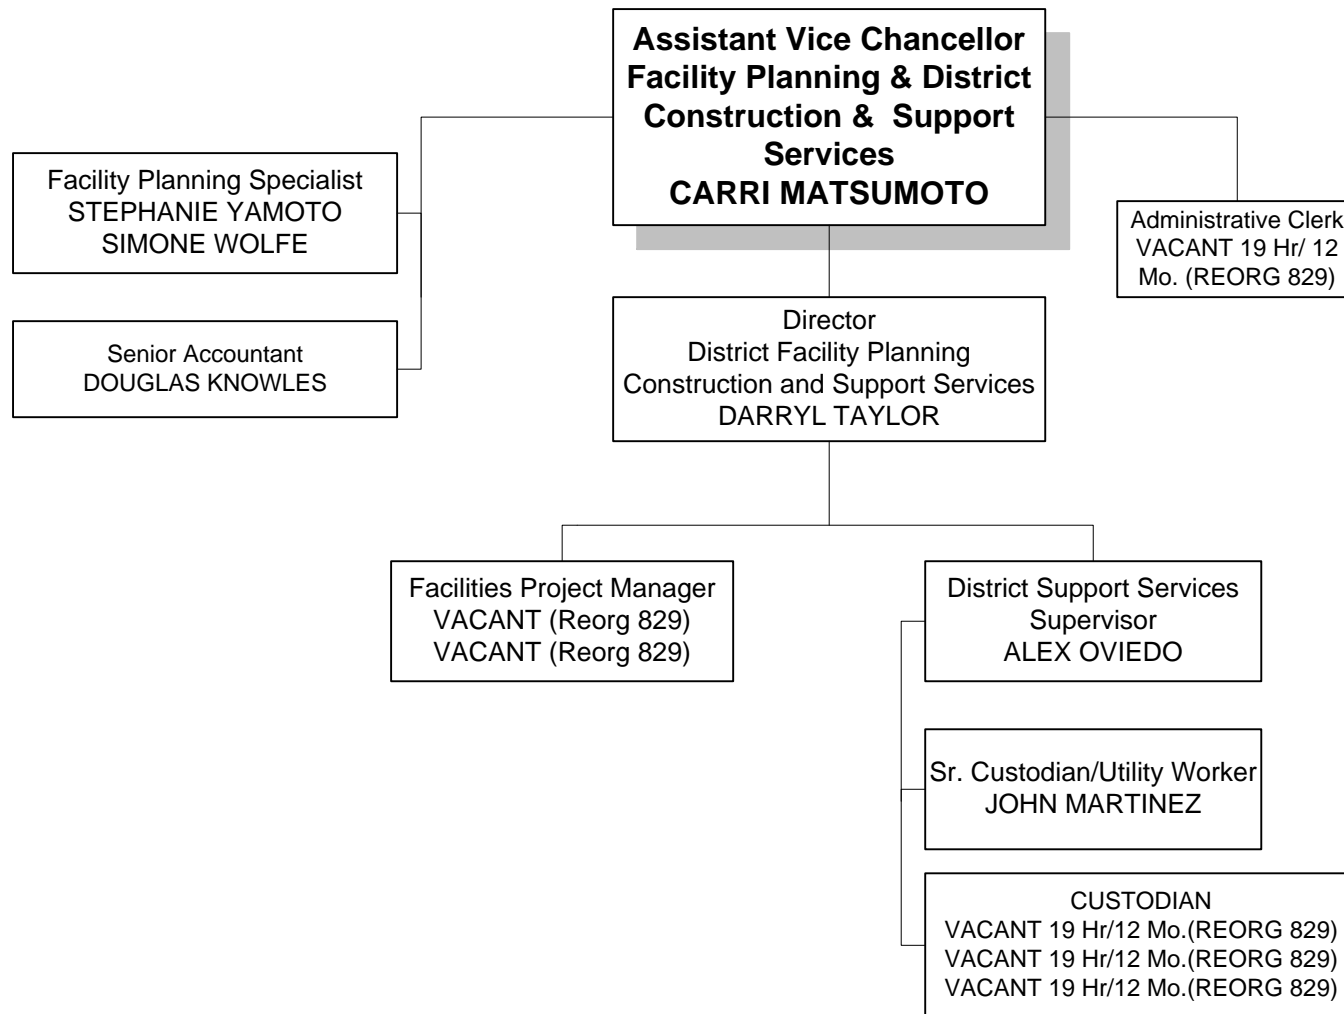 Assistant Vice Chancellor
Facility Planning & District
Construction & Support
Services
CARRI MATSUMOTO
Facility Planning Specialist
STEPHANIE YAMOTO
SIMONE WOLFE
Administrative Clerk
VACANT 19 Hr/ 12
Mo. (REORG 829)
Senior Accountant
DOUGLAS KNOWLES
Director
District Facility Planning
Construction and Support Services
DARRYL TAYLOR
Facilities Project Manager
VACANT (Reorg 829)
VACANT (Reorg 829)
District Support Services
Supervisor
ALEX OVIEDO
Sr. Custodian/Utility Worker
JOHN MARTINEZ
CUSTODIAN
VACANT 19 Hr/12 Mo.(REORG 829)
VACANT 19 Hr/12 Mo.(REORG 829)
VACANT 19 Hr/12 Mo.(REORG 829)